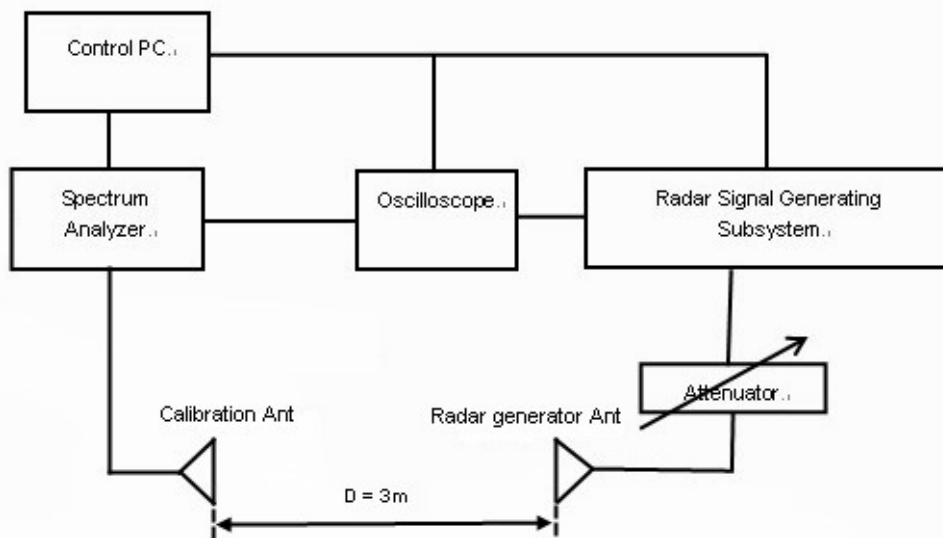 Control PC.
Spectrum
Analyzer.
Oscilloscope.
Radar Signal Generating
Subsystem.
Attenuator.
Calibration Ant
Radar generator Ant
D = 3m